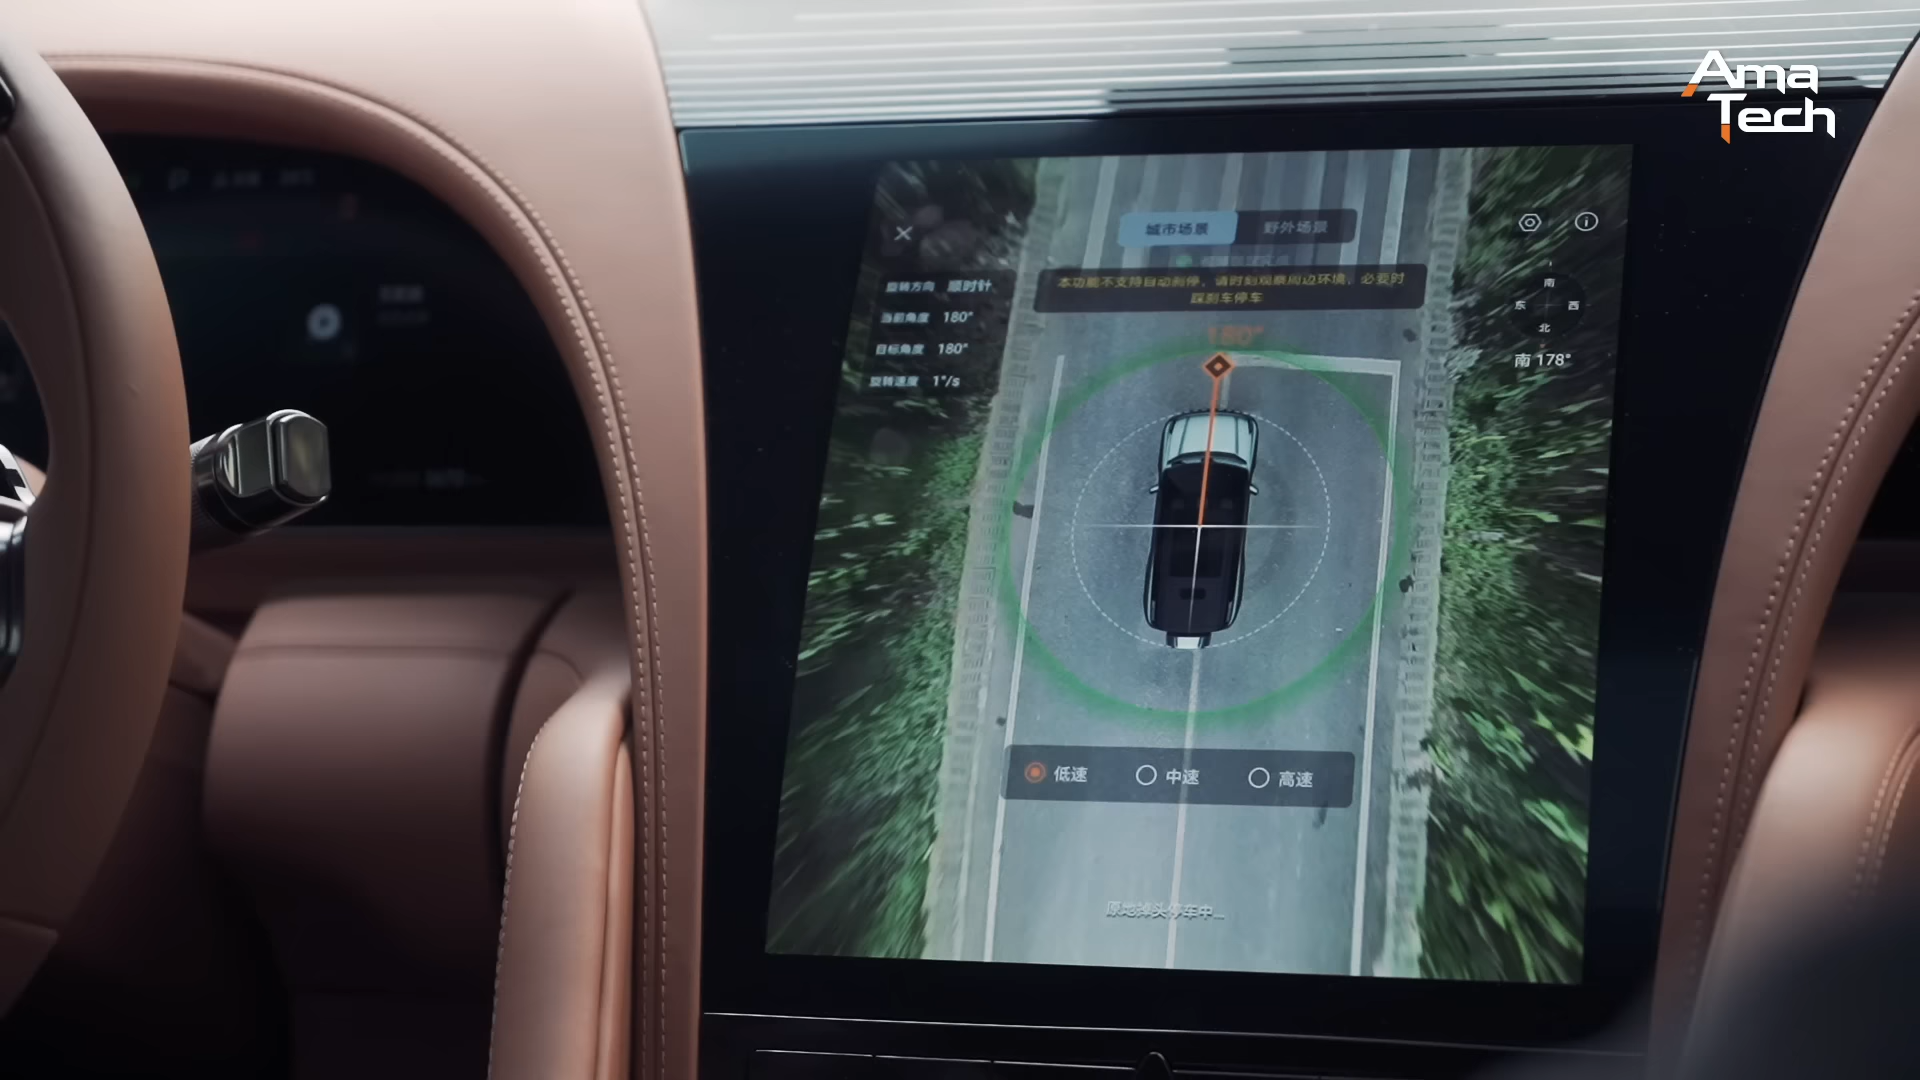 Ama
Tech
城市场景
野外场景
本功能不支持自动刹停，请时刻观察周边环境，必要时
踩刹车停车
旋转方向 顺时针
当前角度 180°
目标角度 180°
旋转速度 1°/s
180°
南
东 西
北
南 178°
低速
中速
高速
原地掉头停车中...